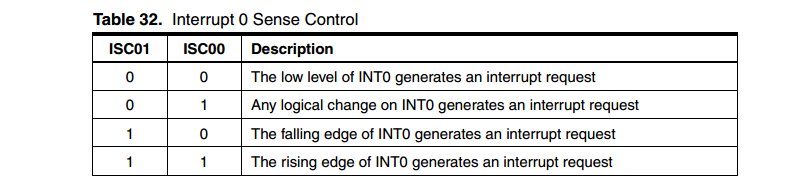 Table 32. Interrupt 0 Sense Control
ISC01 ISC00 Description
0 0 The low level of INT0 generates an interrupt request
0 1 Any logical change on INT0 generates an interrupt request
1 0 The falling edge of INT0 generates an interrupt request
1 1 The rising edge of INT0 generates an interrupt request